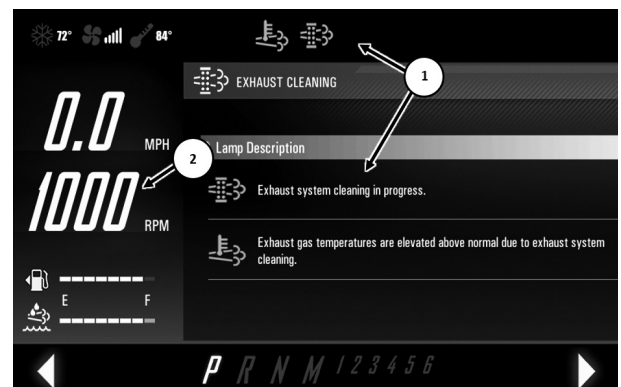 72° 84°
1
EXHAUST CLEANING
0.0 MPH
2
Lamp Description
1000 RPM
Exhaust system cleaning in progress.
Exhaust gas temperatures are elevated above normal due to exhaust system
cleaning.
E F
P R N M 1 2 3 4 5 6